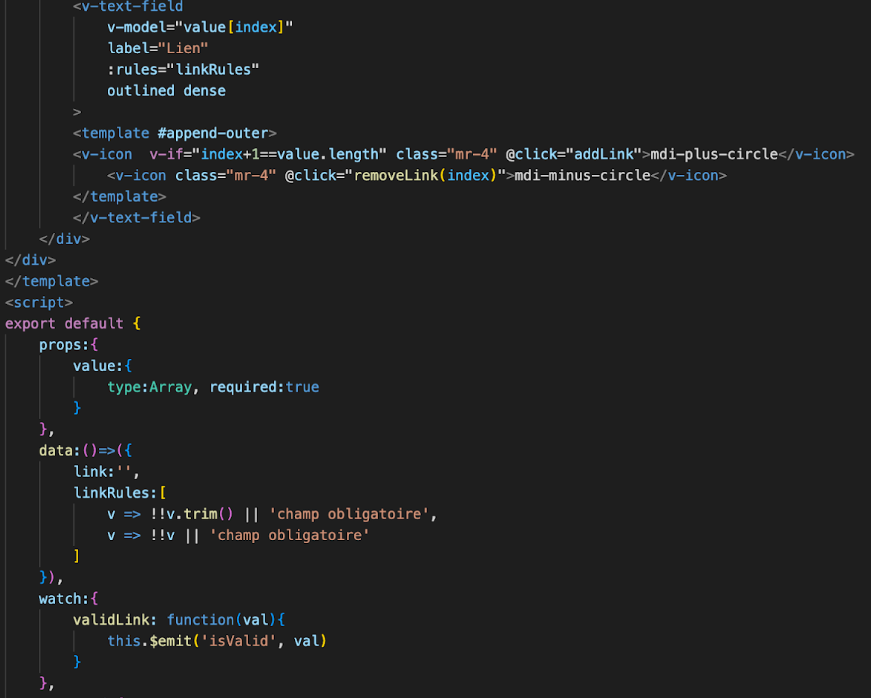 <v-text-field
v-model="value[index]"
label="Lien"
:rules="linkRules"
outlined dense
>
<template #append-outer>
<v-icon  v-if="index+1==value.length" class="mr-4" @click="addLink">mdi-plus-circle</v-icon>
<v-icon class="mr-4" @click="removeLink(index)">mdi-minus-circle</v-icon>
</template>
</v-text-field>
</div>
</div>
</template>
<script>
export default {
props:{
value:{
type:Array, required:true
}
},
data:()=>({
link:'',
linkRules:[
v => !!v.trim() || 'champ obligatoire',
v => !!v || 'champ obligatoire'
]
}),
watch:{
validLink: function(val){
this.$emit('isValid', val)
}
},